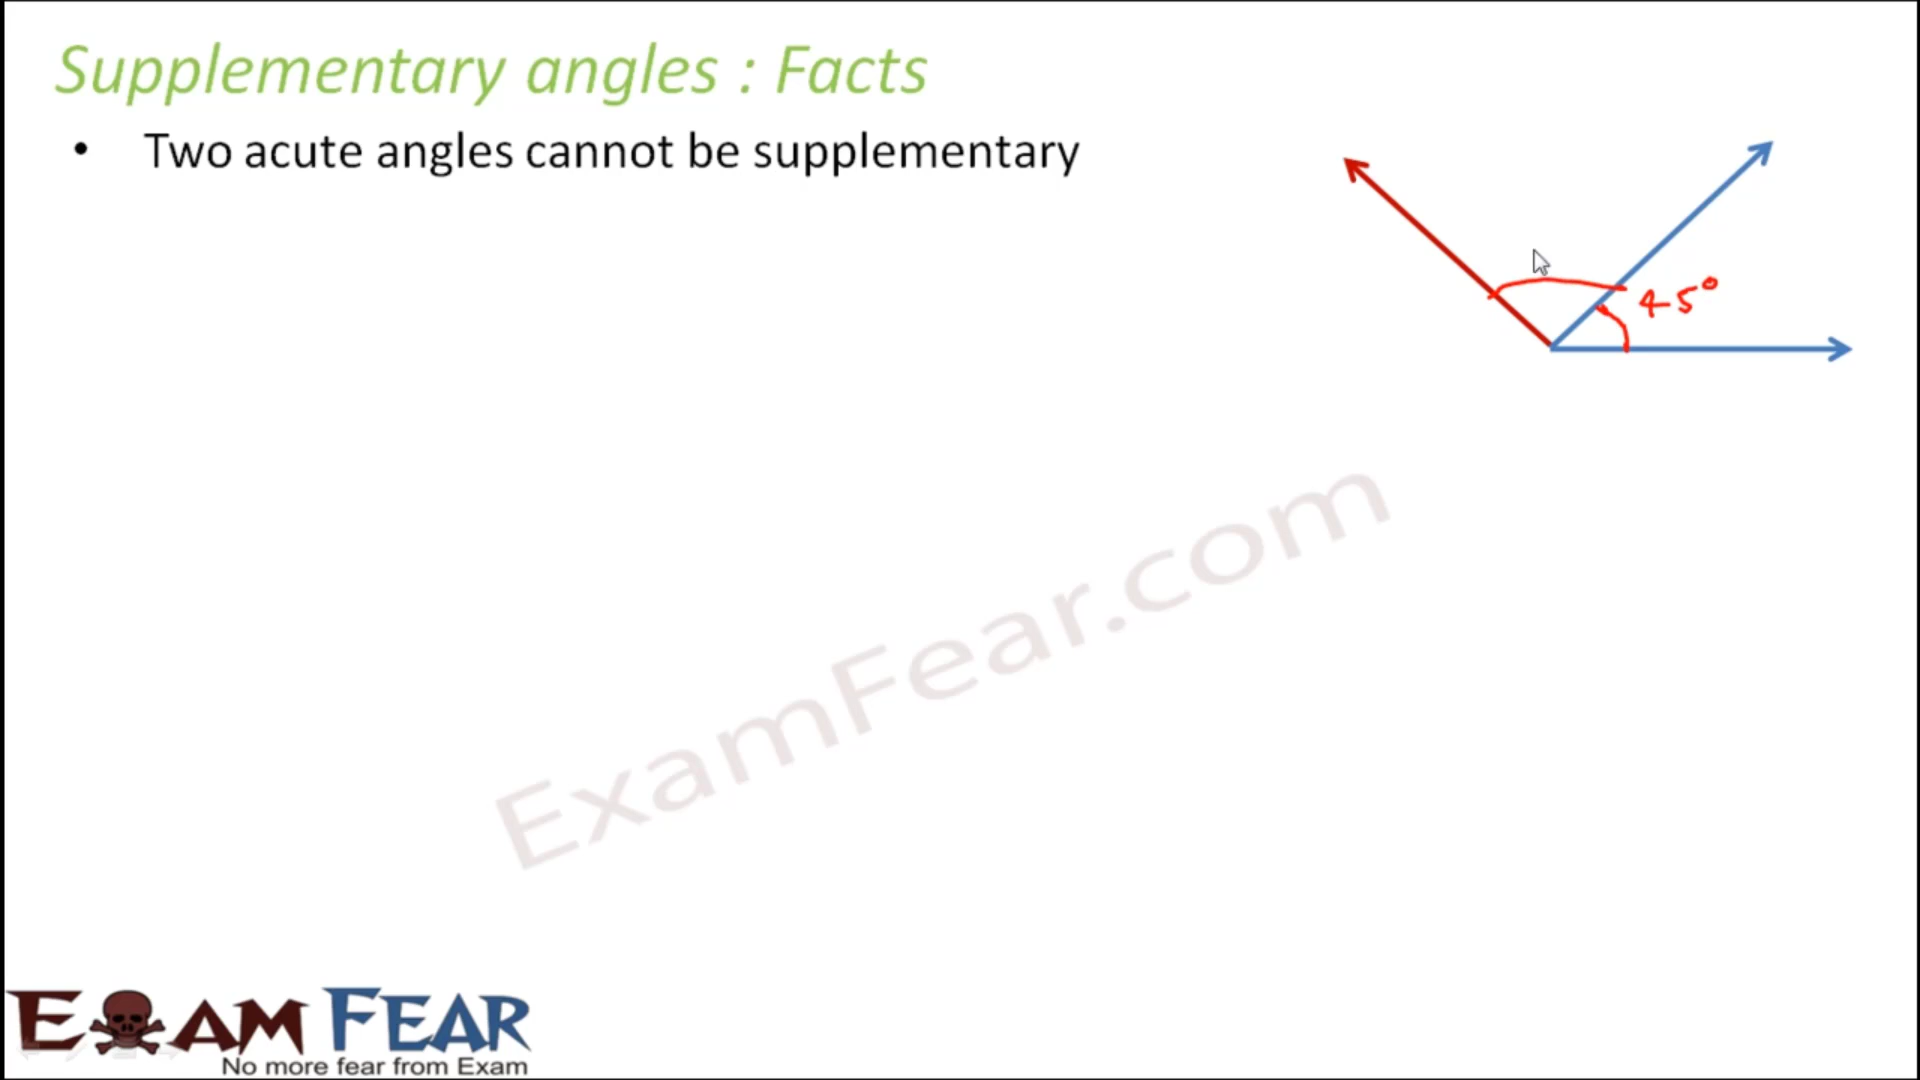 Supplementary angles : Facts
• Two acute angles cannot be supplementary
45°
ExamFear.com
EXAM FEAR
No more fear from Exam